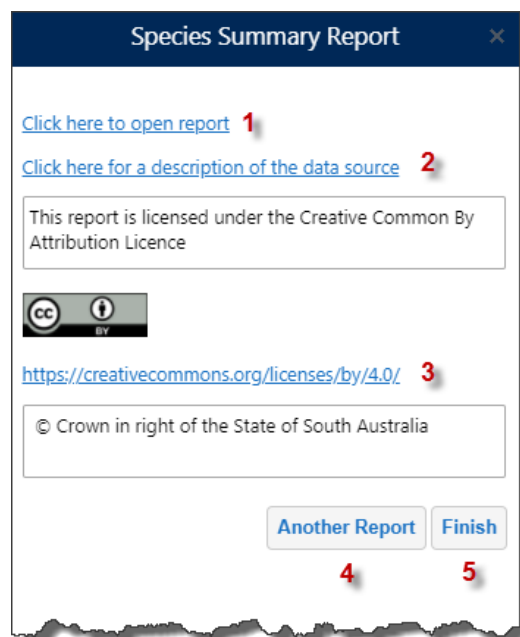 Species Summary Report ×
Click here to open report 1
Click here for a description of the data source 2
This report is licensed under the Creative Common By
Attribution Licence
cc BY
https://creativecommons.org/licenses/by/4.0/ 3
© Crown in right of the State of South Australia
Another Report Finish
4 5